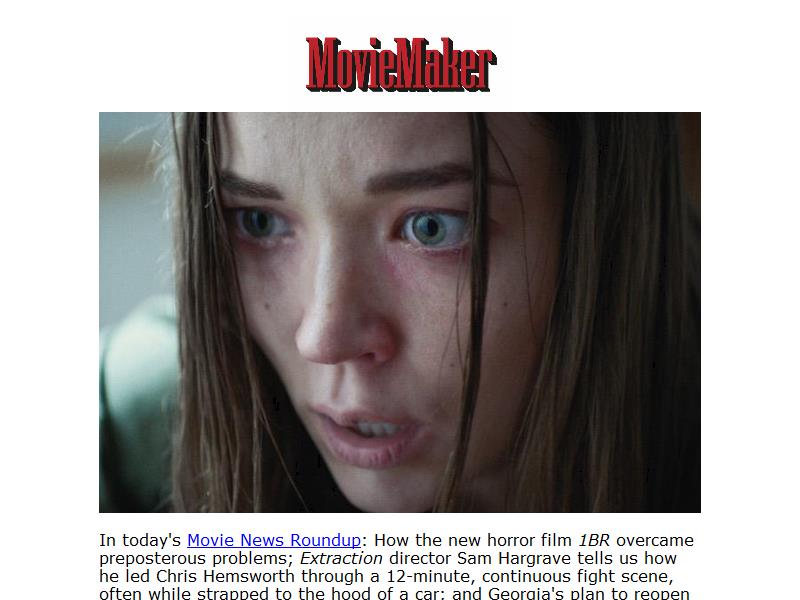 MovieMaker
In today's Movie News Roundup: How the new horror film 1BR overcame
preposterous problems; Extraction director Sam Hargrave tells us how
he led Chris Hemsworth through a 12-minute, continuous fight scene,
often while strapped to the hood of a car; and Georgia's plan to reopen